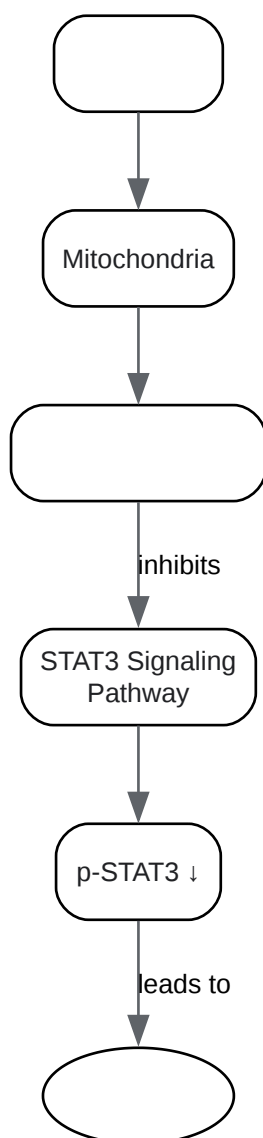 Mitochondria
inhibits
STAT3 Signaling
Pathway
p-STAT3 ↓
leads to